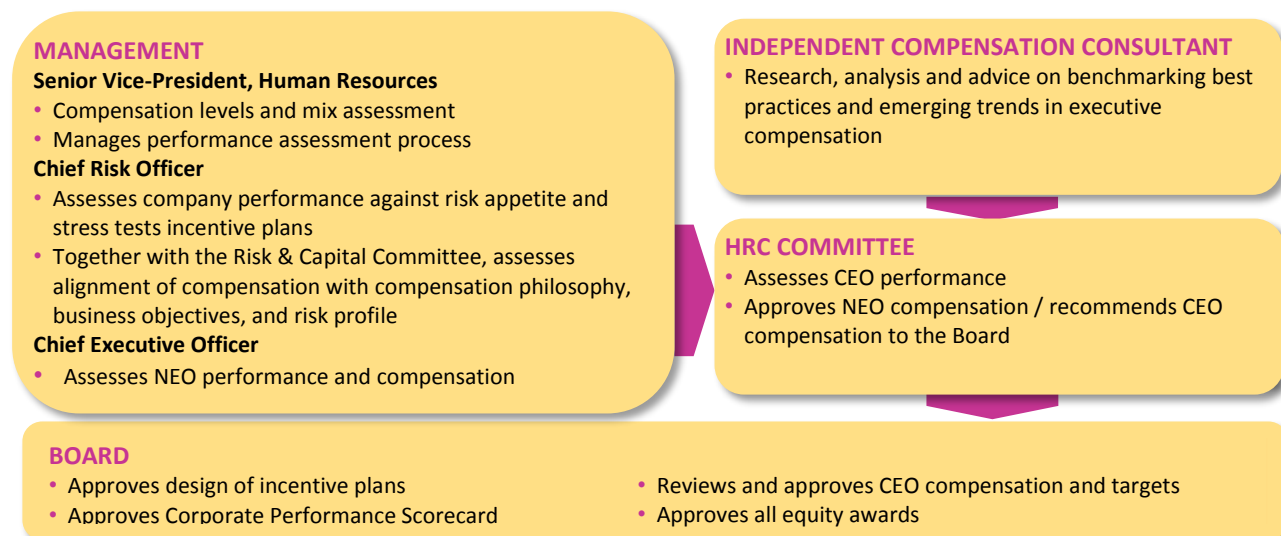 MANAGEMENT
Senior Vice-President, Human Resources
• Compensation levels and mix assessment
• Manages performance assessment process
Chief Risk Officer
• Assesses company performance against risk appetite and
stress tests incentive plans
• Together with the Risk & Capital Committee, assesses
alignment of compensation with compensation philosophy,
business objectives, and risk profile
Chief Executive Officer
• Assesses NEO performance and compensation
INDEPENDENT COMPENSATION CONSULTANT
• Research, analysis and advice on benchmarking best
practices and emerging trends in executive
compensation
HRC COMMITTEE
• Assesses CEO performance
• Approves NEO compensation / recommends CEO
compensation to the Board
BOARD
• Approves design of incentive plans
• Approves Corporate Performance Scorecard
• Reviews and approves CEO compensation and targets
• Approves all equity awards